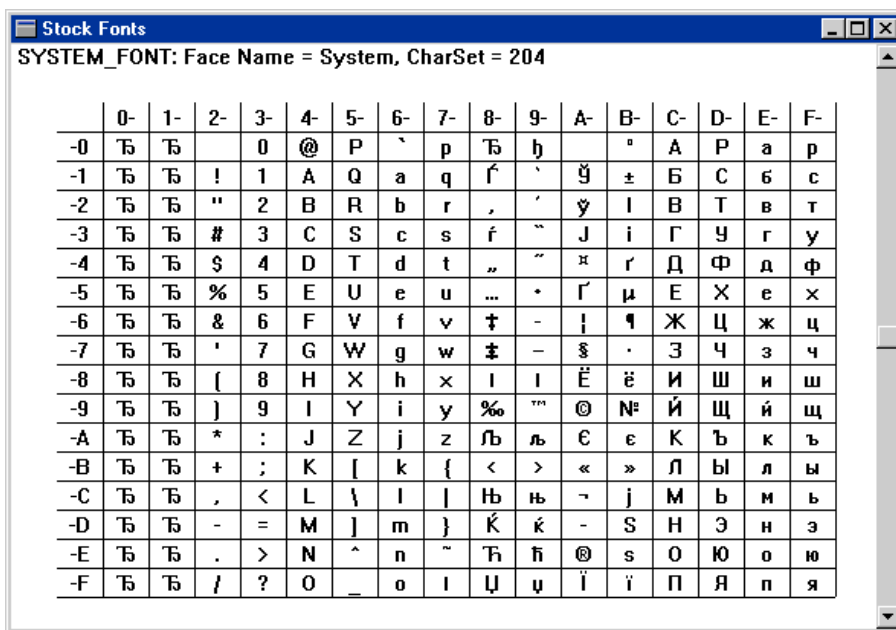 Stock Fonts
SYSTEM_FONT: Face Name = System, CharSet = 204
0- 1- 2- 3- 4- 5- 6- 7- 8- 9- A- B- C- D- E- F-
-0 Ђ Ђ 0 @ P ` p Ђ ђ ° А Р а р
-1 Ђ Ђ ! 1 A Q a q Ѓ ‘ Ў ± Б С б с
-2 Ђ Ђ " 2 B R b r ‚ ’ ў І В Т в т
-3 Ђ Ђ # 3 C S c s ѓ “ Ј і Г У г у
-4 Ђ Ђ $ 4 D T d t „ ” ¤ ґ Д Ф д ф
-5 Ђ Ђ % 5 E U e u … • Ґ µ Е Х е х
-6 Ђ Ђ & 6 F V f v † - ¦ ¶ Ж Ц ж ц
-7 Ђ Ђ ' 7 G W g w ‡ — § · З Ч з ч
-8 Ђ Ђ ( 8 H X h x I I Ё ё И Ш и ш
-9 Ђ Ђ ) 9 I Y i y ‰ ™ © № Й Щ й щ
-A Ђ Ђ * : J Z j z Љ љ Є є К Ъ к ъ
-B Ђ Ђ + ; K [ k { ‹ › « » Л Ы л ы
-C Ђ Ђ , < L \ l | Њ њ ¬ ј М Ь м ь
-D Ђ Ђ - = M ] m } Ќ ќ - Ѕ Н Э н э
-E Ђ Ђ . > N ^ n ~ Ћ ћ ® ѕ О Ю о ю
-F Ђ Ђ / ? O _ o I Џ џ Ї ї П Я п я